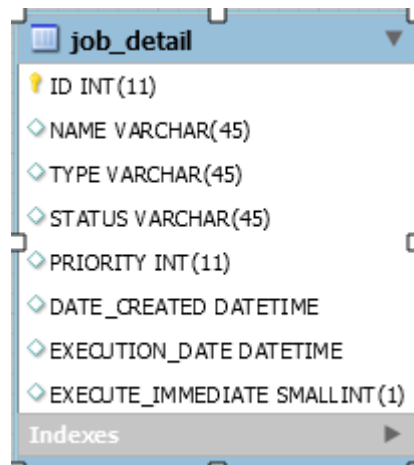 job_detail
ID INT(11)
NAME VARCHAR(45)
TYPE VARCHAR(45)
STATUS VARCHAR(45)
PRIORITY INT(11)
DATE_CREATED DATETIME
EXECUTION_DATE DATETIME
EXECUTE_IMMEDIATE SMALLINT(1)
Indexes